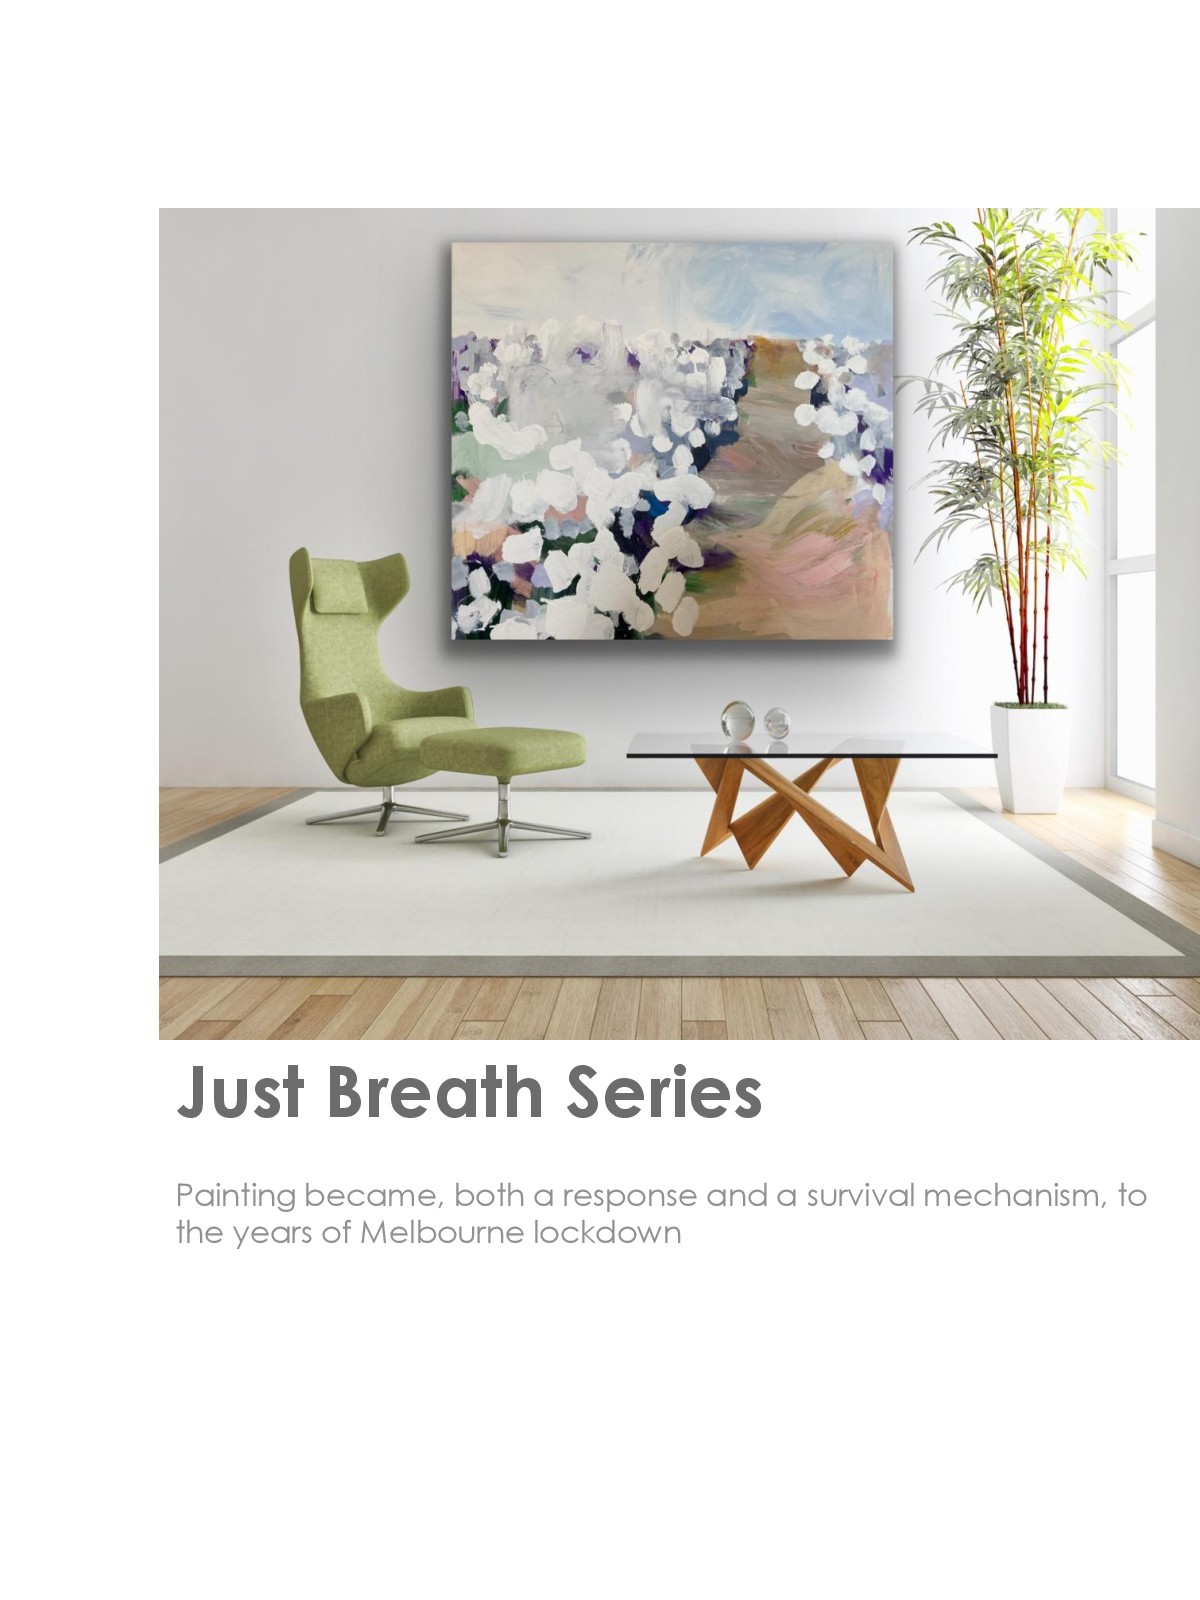 Just Breath Series
Painting became, both a response and a survival mechanism, to
the years of Melbourne lockdown